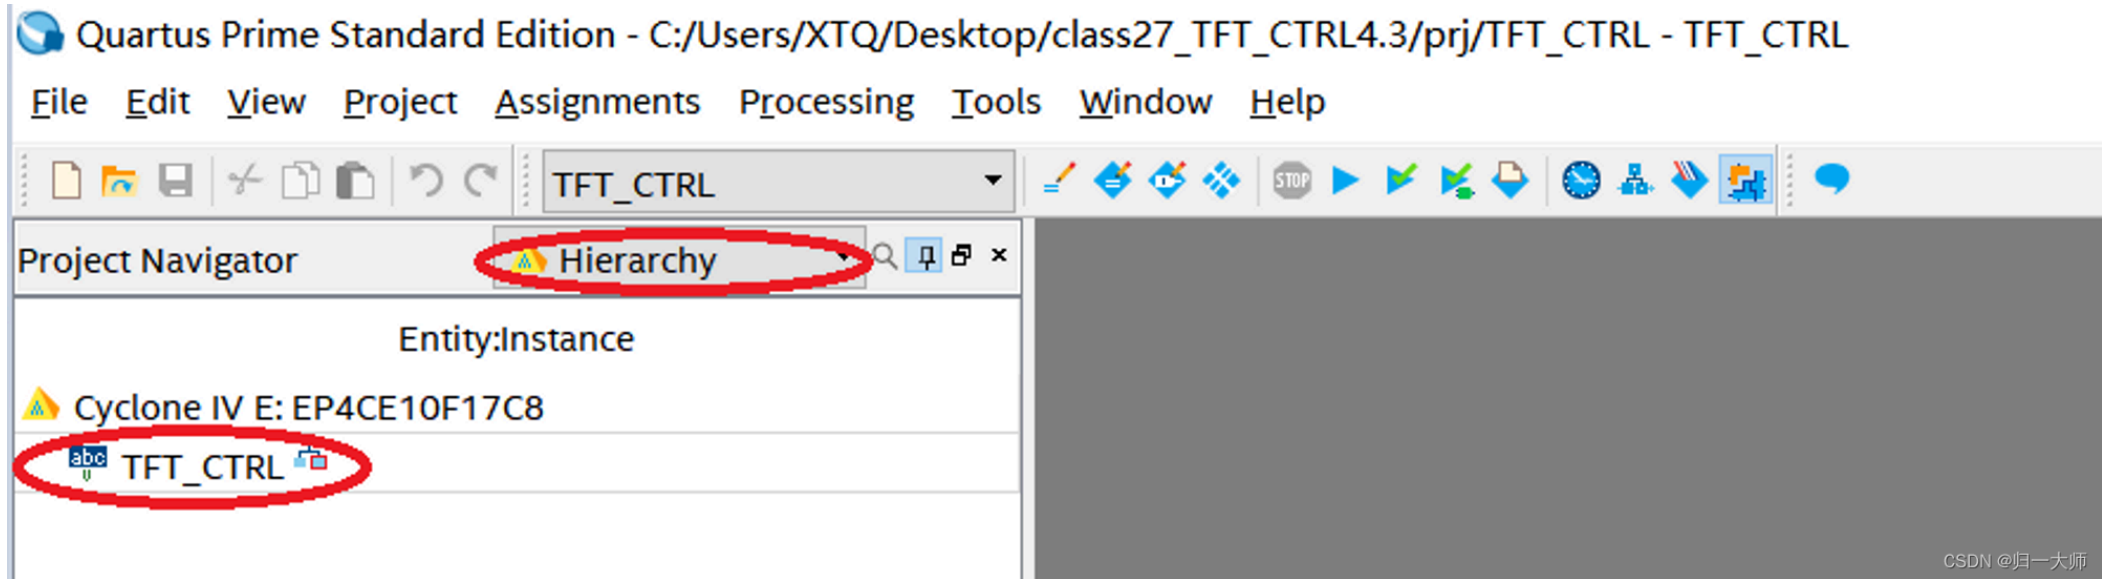 Quartus Prime Standard Edition - C:/Users/XTQ/Desktop/class27_TFT_CTRL4.3/prj/TFT_CTRL - TFT_CTRL
File Edit View Project Assignments Processing Tools Window Help
TFT_CTRL
STOP
Project Navigator
Hierarchy
Entity:Instance
Cyclone IV E: EP4CE10F17C8
abc
TFT_CTRL
CSDN @归一大师